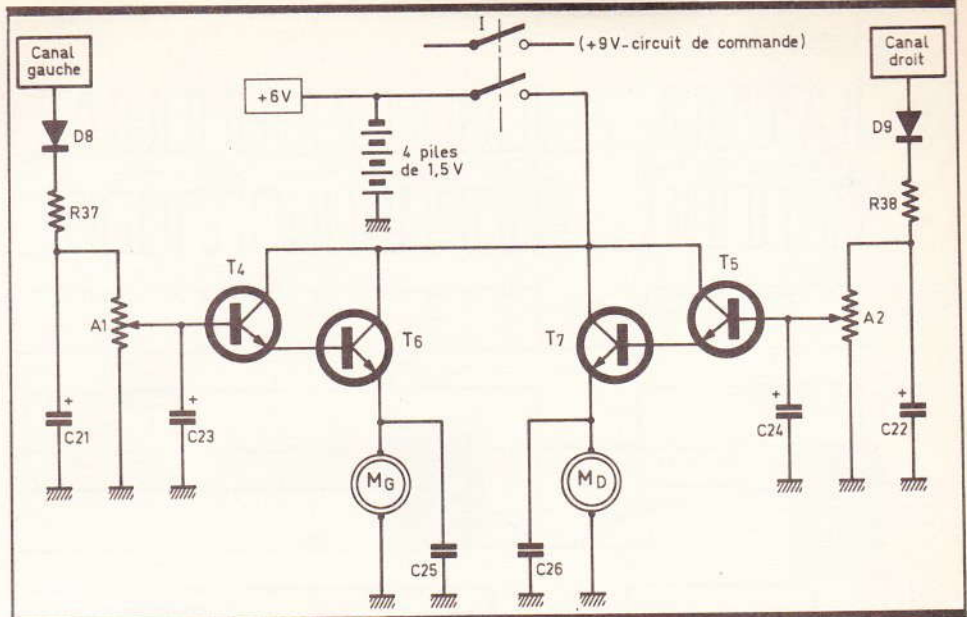 I
Canal
gauche
(+9V-circuit de commande)
Canal
droit
+6V
D8
D9
4 piles
de 1,5V
R37
R38
T4
T5
A1
T6
T7
A2
+
+
+
+
C21
C23
C24
C22
MG
MD
C25
C26